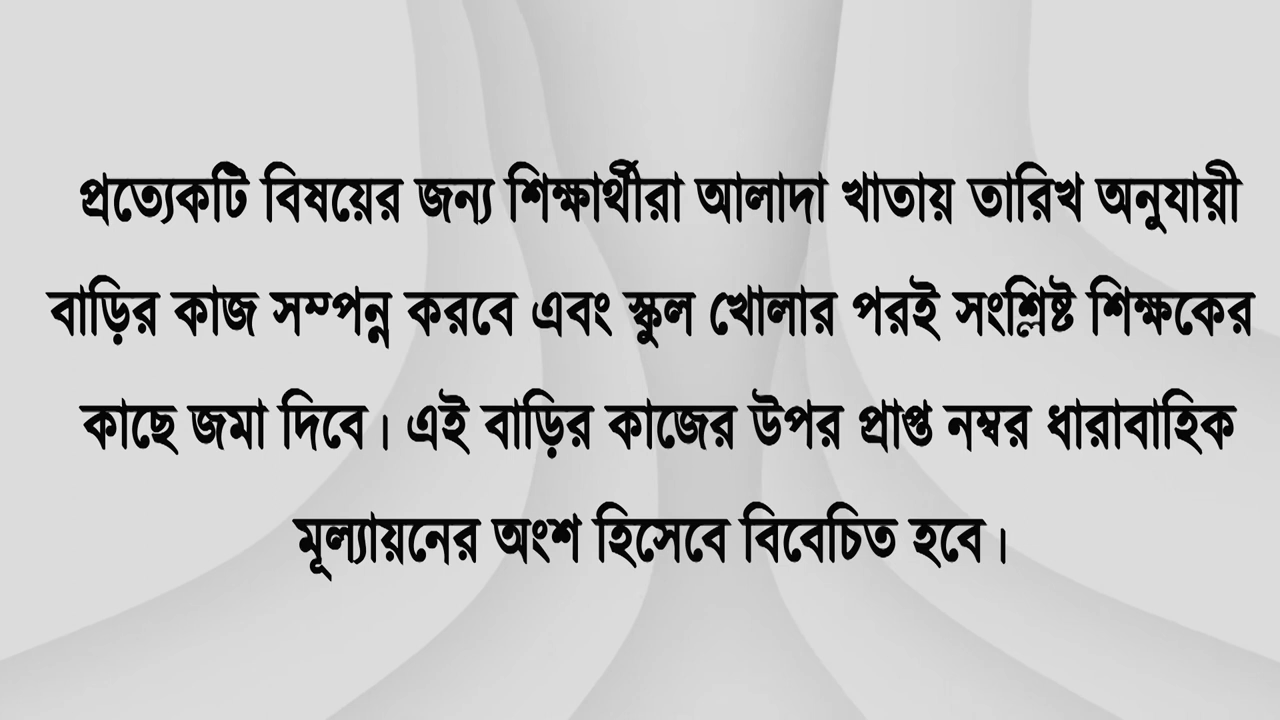 প্রত্যেকটি বিষয়ের জন্য শিক্ষার্থীরা আলাদা খাতায় তারিখ অনুযায়ী
বাড়ির কাজ সম্পন্ন করবে এবং স্কুল খোলার পরই সংশ্লিষ্ট শিক্ষকের
কাছে জমা দিবে। এই বাড়ির কাজের উপর প্রাপ্ত নম্বর ধারাবাহিক
মূল্যায়নের অংশ হিসেবে বিবেচিত হবে।